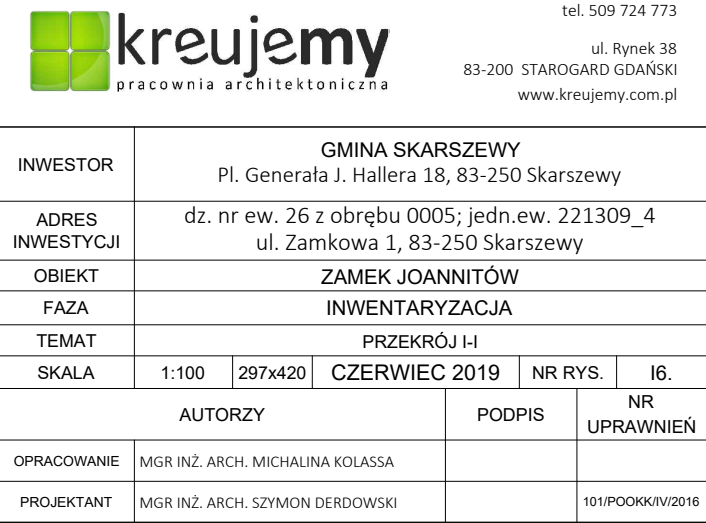 kreujemy
pracownia architektoniczna
tel. 509 724 773
ul. Rynek 38
83-200 STAROGARD GDAŃSKI
www.kreujemy.com.pl
INWESTOR
GMINA SKARSZEWY
Pl. Generała J. Hallera 18, 83-250 Skarszewy
ADRES
INWESTYCJI
dz. nr ew. 26 z obrębu 0005; jedn.ew. 221309_4
ul. Zamkowa 1, 83-250 Skarszewy
OBIEKT ZAMEK JOANNITÓW
FAZA INWENTARYZACJA
TEMAT PRZEKRÓJ I-I
SKALA 1:100 297x420 CZERWIEC 2019 NR RYS. I6.
AUTORZY PODPIS NR
UPRAWNIEŃ
OPRACOWANIE MGR INŻ. ARCH. MICHALINA KOLASSA
PROJEKTANT MGR INŻ. ARCH. SZYMON DERDOWSKI 101/POOKK/IV/2016